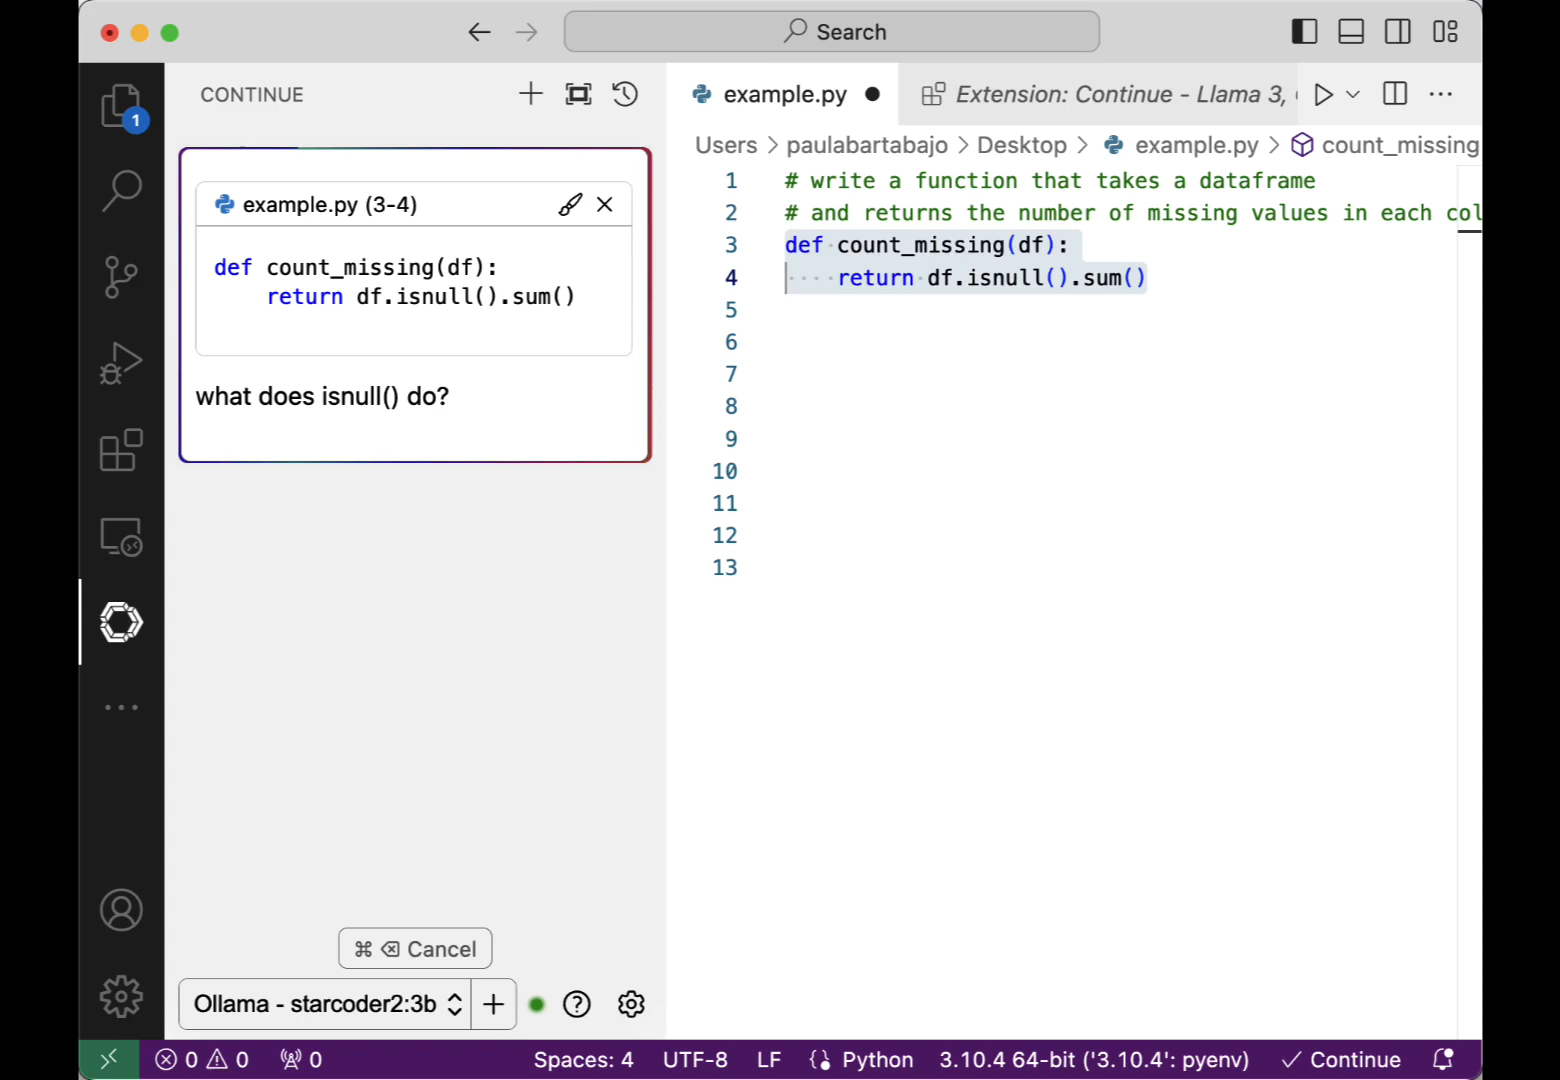 Search
CONTINUE
1
example.py (3-4)
def count_missing(df):
return df.isnull().sum()
what does isnull() do?
⌘ ⌫ Cancel
Ollama - starcoder2:3b
example.py
Extension: Continue - Llama 3,
Users > paulabartabajo > Desktop > example.py > count_missing
1 # write a function that takes a dataframe
2 # and returns the number of missing values in each col
3 def count_missing(df):
4 return df.isnull().sum()
5
6
7
8
9
10
11
12
13
0 0 0 Spaces: 4 UTF-8 LF Python 3.10.4 64-bit ('3.10.4': pyenv) Continue